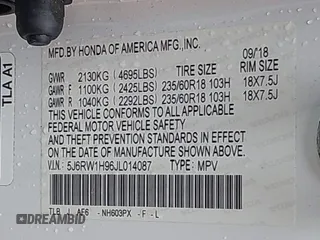 TLA A1
MFD. BY HONDA OF AMERICA MFG., INC. 09/18
GVWR 2130KG (4695LBS) TIRE SIZE RIM SIZE
GAWR F 1100KG (2425LBS) 235/60R18 103H 18X7.5J
GAWR R 1040KG (2292LBS) 235/60R18 103H 18X7.5J
THIS VEHICLE CONFORMS TO ALL APPLICABLE
FEDERAL MOTOR VEHICLE SAFETY, BUMPER,
AND THEFT PREVENTION STANDARDS IN EFFECT
ON THE DATE OF MANUFACTURE SHOWN ABOVE.
V.I.N.: 5J6RW1H96JL014087 TYPE: MPV
NH603PX -F -L
DREAMBID